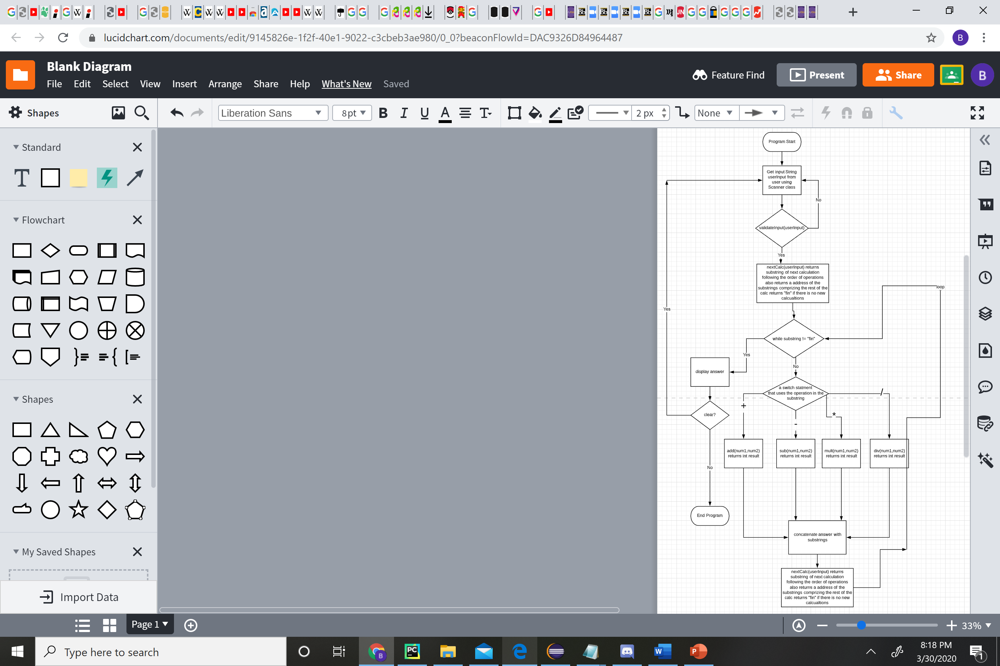 lucidchart.com/documents/edit/9145826e-1f2f-40e1-9022-c3cbeb3ae980/0_0?beaconFlowId=DAC9326D84964487
B
Blank Diagram
File Edit Select View Insert Arrange Share Help What's New Saved
Feature Find
Present
Share
B
Shapes
Liberation Sans
8 pt
B I U A T
2 px
None
Standard
T
Flowchart
Shapes
My Saved Shapes
Import Data
Program Start
Get input String
userInput from
user using
Scanner class
No
validateInput(userInput)
Yes
nextCalc(userInput) returns
substring of next calculation
following the order of operations
also returns a address of the
substrings comprizing the rest of the
calc returns "fin" if there is no new
calcualtions
loop
Yes
while substring != "fin"
Yes
No
display answer
a switch statment
that uses the operation in the
substring
/
+
*
-
clear?
add(num1,num2)
returns int result
sub(num1,num2)
returns int result
mult(num1,num2)
returns int result
div(num1,num2)
returns int result
No
End Program
concatenate answer with
substrings
nextCalc(userInput) returns
substring of next calculation
following the order of operations
also returns a address of the
substrings comprizing the rest of the
calc returns "fin" if there is no new
calcualtions
Page 1
33%
Type here to search
8:18 PM
3/30/2020
1